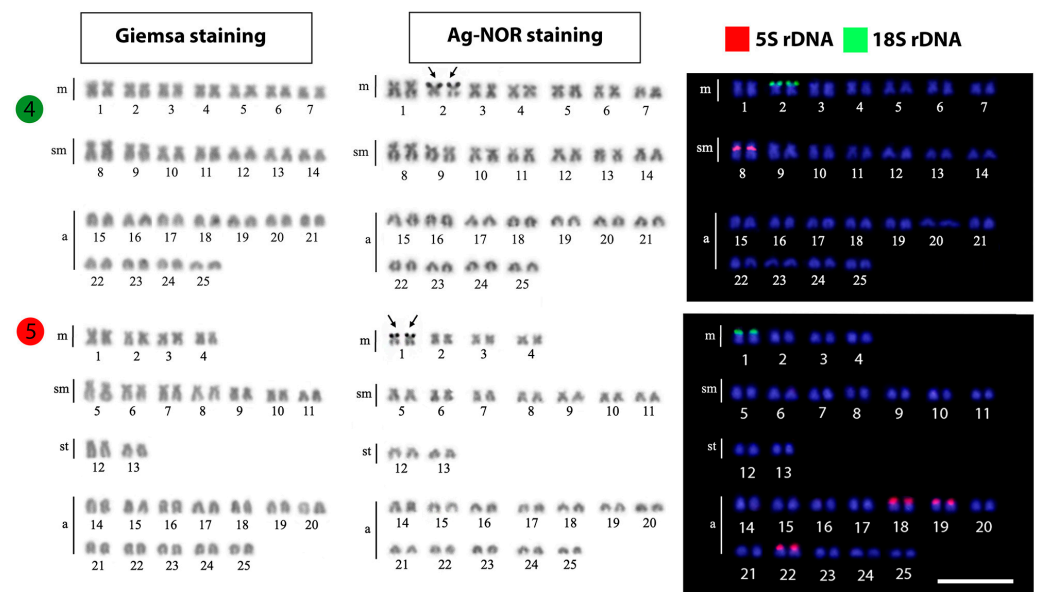 Giemsa staining
Ag-NOR staining
5S rDNA 18S rDNA
4
m
1 2 3 4 5 6 7
sm
8 9 10 11 12 13 14
a
15 16 17 18 19 20 21
22 23 24 25
m
1 2 3 4 5 6 7
sm
8 9 10 11 12 13 14
a
15 16 17 18 19 20 21
22 23 24 25
m
1 2 3 4 5 6 7
sm
8 9 10 11 12 13 14
a
15 16 17 18 19 20 21
22 23 24 25
5
m
1 2 3 4
sm
5 6 7 8 9 10 11
st
12 13
a
14 15 16 17 18 19 20
21 22 23 24 25
m
1 2 3 4
sm
5 6 7 8 9 10 11
st
12 13
a
14 15 16 17 18 19 20
21 22 23 24 25
m
1 2 3 4
sm
5 6 7 8 9 10 11
st
12 13
a
14 15 16 17 18 19 20
21 22 23 24 25